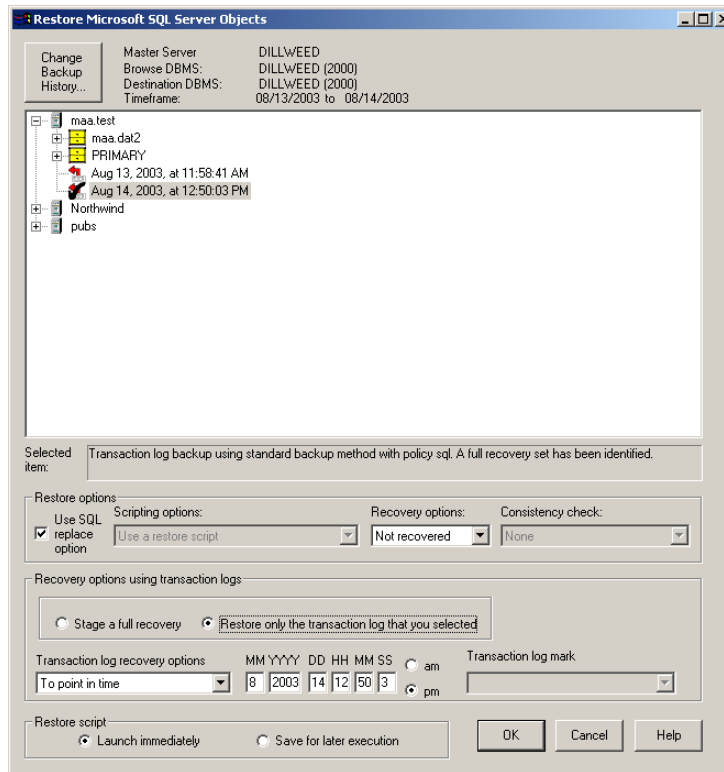 Restore Microsoft SQL Server Objects
Change
Backup
History...
Master Server DILLWEED
Browse DBMS: DILLWEED (2000)
Destination DBMS: DILLWEED (2000)
Timeframe: 08/13/2003 to 08/14/2003
maa.test
maa.dat2
PRIMARY
Aug 13, 2003, at 11:58:41 AM
Aug 14, 2003, at 12:50:03 PM
Northwind
pubs
Selected
item:
Transaction log backup using standard backup method with policy sql. A full recovery set has been identified.
Restore options
Use SQL
replace
option
Scripting options:
Use a restore script
Recovery options:
Not recovered
Consistency check:
None
Recovery options using transaction logs
Stage a full recovery
Restore only the transaction log that you selected
Transaction log recovery options
To point in time
MM YYYY DD HH MM SS
8 2003 14 12 50 3
am
pm
Transaction log mark
Restore script
Launch immediately
Save for later execution
OK
Cancel
Help